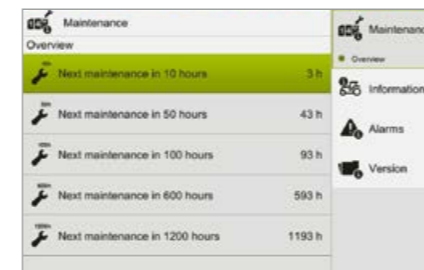 Maintenance
Overview
Next maintenance in 10 hours 3 h
Next maintenance in 50 hours 43 h
Next maintenance in 100 hours 93 h
Next maintenance in 600 hours 593 h
Next maintenance in 1200 hours 1193 h
Maintenanc
Overview
Information
Alarms
Version